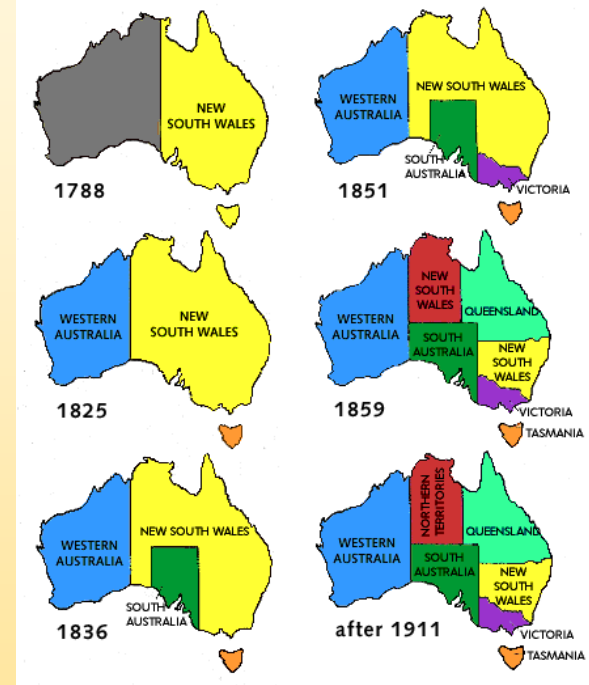 NEW
SOUTH WALES
1788
WESTERN
AUSTRALIA
NEW
SOUTH WALES
1825
WESTERN
AUSTRALIA
NEW SOUTH WALES
SOUTH
AUSTRALIA
1836
WESTERN
AUSTRALIA
NEW SOUTH WALES
SOUTH
AUSTRALIA
VICTORIA
1851
WESTERN
AUSTRALIA
NEW
SOUTH
WALES
QUEENSLAND
SOUTH
AUSTRALIA
NEW
SOUTH
WALES
VICTORIA
TASMANIA
1859
WESTERN
AUSTRALIA
NORTHERN
TERRITORIES
QUEENSLAND
SOUTH
AUSTRALIA
NEW
SOUTH
WALES
VICTORIA
TASMANIA
after 1911